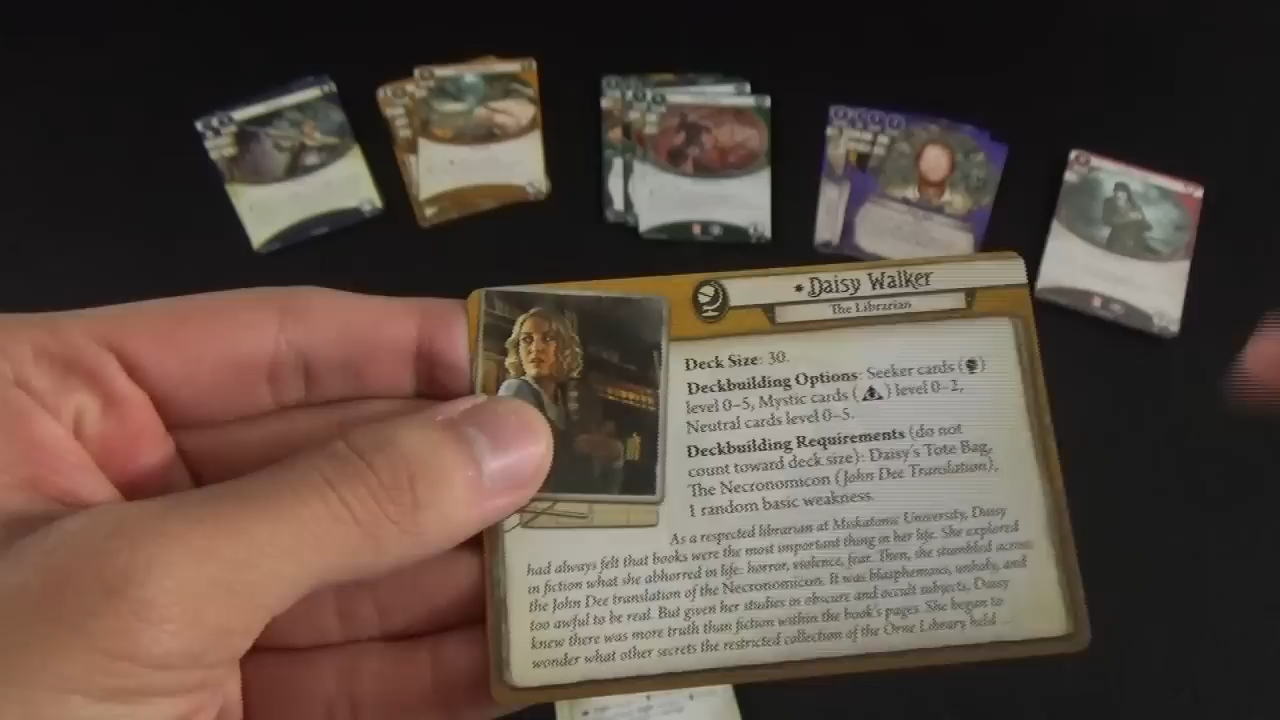 Daisy Walker
The Librarian
Deck Size: 30.
Deckbuilding Options: Seeker cards ( )
level 0–5, Mystic cards ( ) level 0–2,
Neutral cards level 0–5.
Deckbuilding Requirements (do not
count toward deck size): Daisy's Tote Bag,
The Necronomicon (John Dee Translation),
1 random basic weakness.
As a respected librarian at Miskatonic University, Daisy
had always felt that books were the most important thing in her life. She explored
in fiction what she abhorred in life: horror, violence, fear. Then, she stumbled across
the John Dee translation of the Necronomicon. It was blasphemous, unholy, and
too awful to be real. But given her studies in obscure and occult subjects, Daisy
knew there was more truth than fiction within the book's pages. She began to
wonder what other secrets the restricted collection of the Orne Library held ...